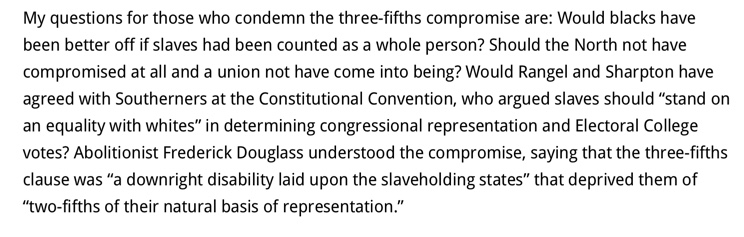 My questions for those who condemn the three-fifths compromise are: Would blacks have
been better off if slaves had been counted as a whole person? Should the North not have
compromised at all and a union not have come into being? Would Rangel and Sharpton have
agreed with Southerners at the Constitutional Convention, who argued slaves should “stand on
an equality with whites” in determining congressional representation and Electoral College
votes? Abolitionist Frederick Douglass understood the compromise, saying that the three-fifths
clause was “a downright disability laid upon the slaveholding states” that deprived them of
“two-fifths of their natural basis of representation.”